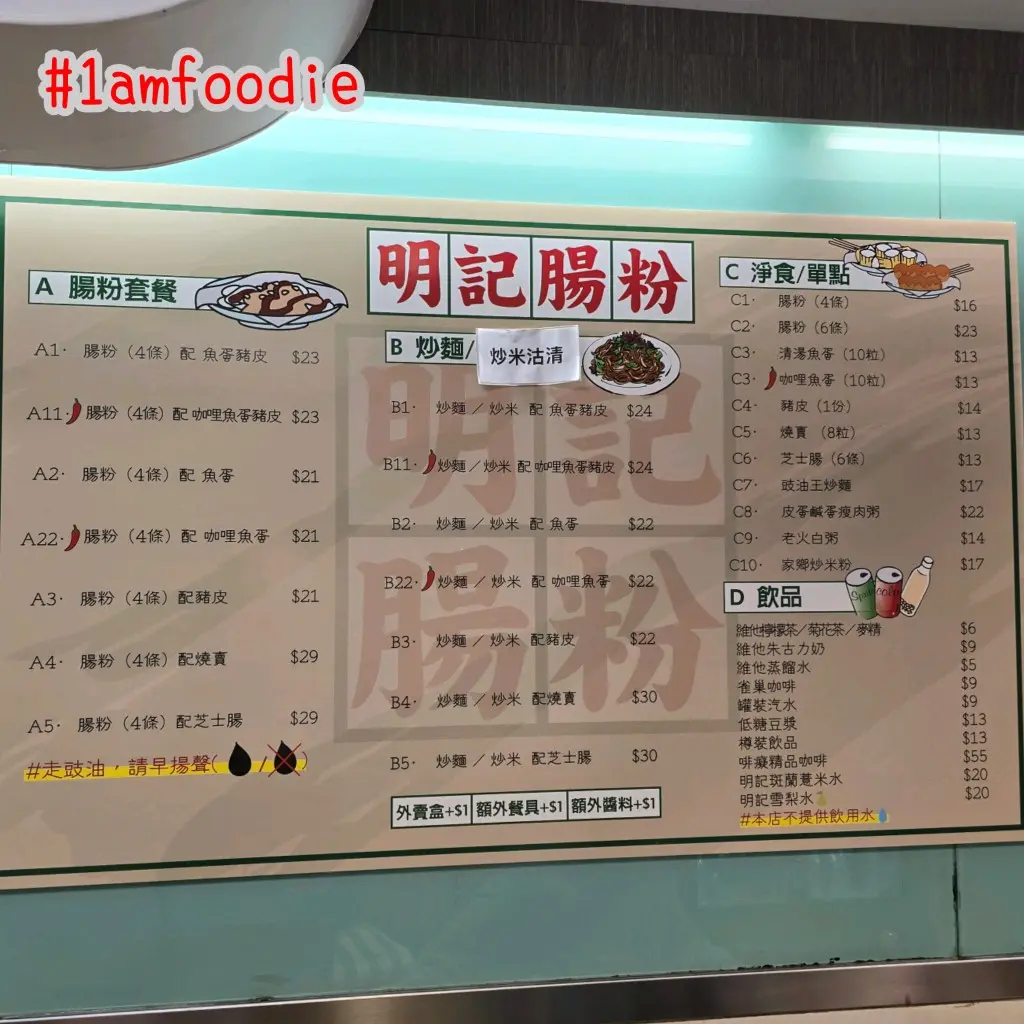 #1amfoodie
明記腸粉
A 腸粉套餐
A1· 腸粉（4條）配 魚蛋豬皮 $23
A11· 腸粉（4條）配 咖哩魚蛋豬皮 $23
A2· 腸粉（4條）配 魚蛋 $21
A22· 腸粉（4條）配 咖哩魚蛋 $21
A3· 腸粉（4條）配豬皮 $21
A4· 腸粉（4條）配燒賣 $29
A5· 腸粉（4條）配芝士腸 $29
#走豉油，請早揚聲( / )
B 炒麵/
炒米沽清
B1· 炒麵／炒米 配 魚蛋豬皮 $24
B11· 炒麵／炒米 配 咖哩魚蛋豬皮 $24
B2· 炒麵／炒米 配 魚蛋 $22
B22· 炒麵／炒米 配 咖哩魚蛋 $22
B3· 炒麵／炒米 配豬皮 $22
B4· 炒麵／炒米 配燒賣 $30
B5· 炒麵／炒米 配芝士腸 $30
外賣盒+$1 額外餐具+$1 額外醬料+$1
明記腸粉
C 淨食/單點
C1· 腸粉（4條） $16
C2· 腸粉（6條） $23
C3· 清湯魚蛋（10粒） $13
C3· 咖哩魚蛋（10粒） $13
C4· 豬皮（1份） $14
C5· 燒賣（8粒） $13
C6· 芝士腸（6條） $13
C7· 豉油王炒麵 $17
C8· 皮蛋鹹蛋瘦肉粥 $22
C9· 老火白粥 $14
C10· 家鄉炒米粉 $17
D 飲品
維他檸檬茶／菊花茶／麥精 $6
維他朱古力奶 $9
維他蒸餾水 $5
雀巢咖啡 $9
罐裝汽水 $9
低糖豆漿 $13
樽裝飲品 $13
啡癡精品咖啡 $55
明記斑蘭薏米水 $20
明記雪梨水 $20
#本店不提供飲用水